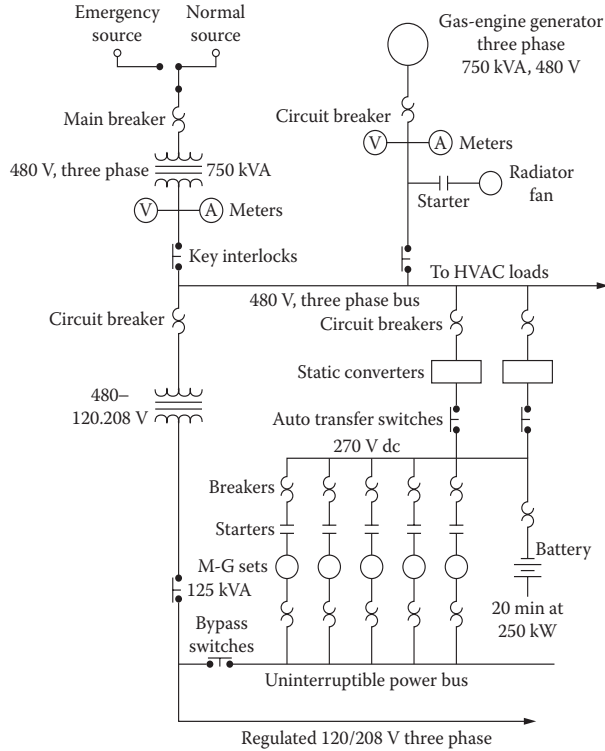 Emergency
source
Normal
source
Gas-engine generator
three phase
750 kVA, 480 V
Main breaker
Circuit breaker
V
A
Meters
480 V, three phase
750 kVA
Radiator
fan
Starter
V
A
Meters
Key interlocks
To HVAC loads
480 V, three phase bus
Circuit breaker
Circuit breakers
Static converters
480–
120.208 V
Auto transfer switches
270 V dc
Breakers
Starters
M-G sets
125 kVA
Battery
20 min at
250 kW
Bypass
switches
Uninterruptible power bus
Regulated 120/208 V three phase